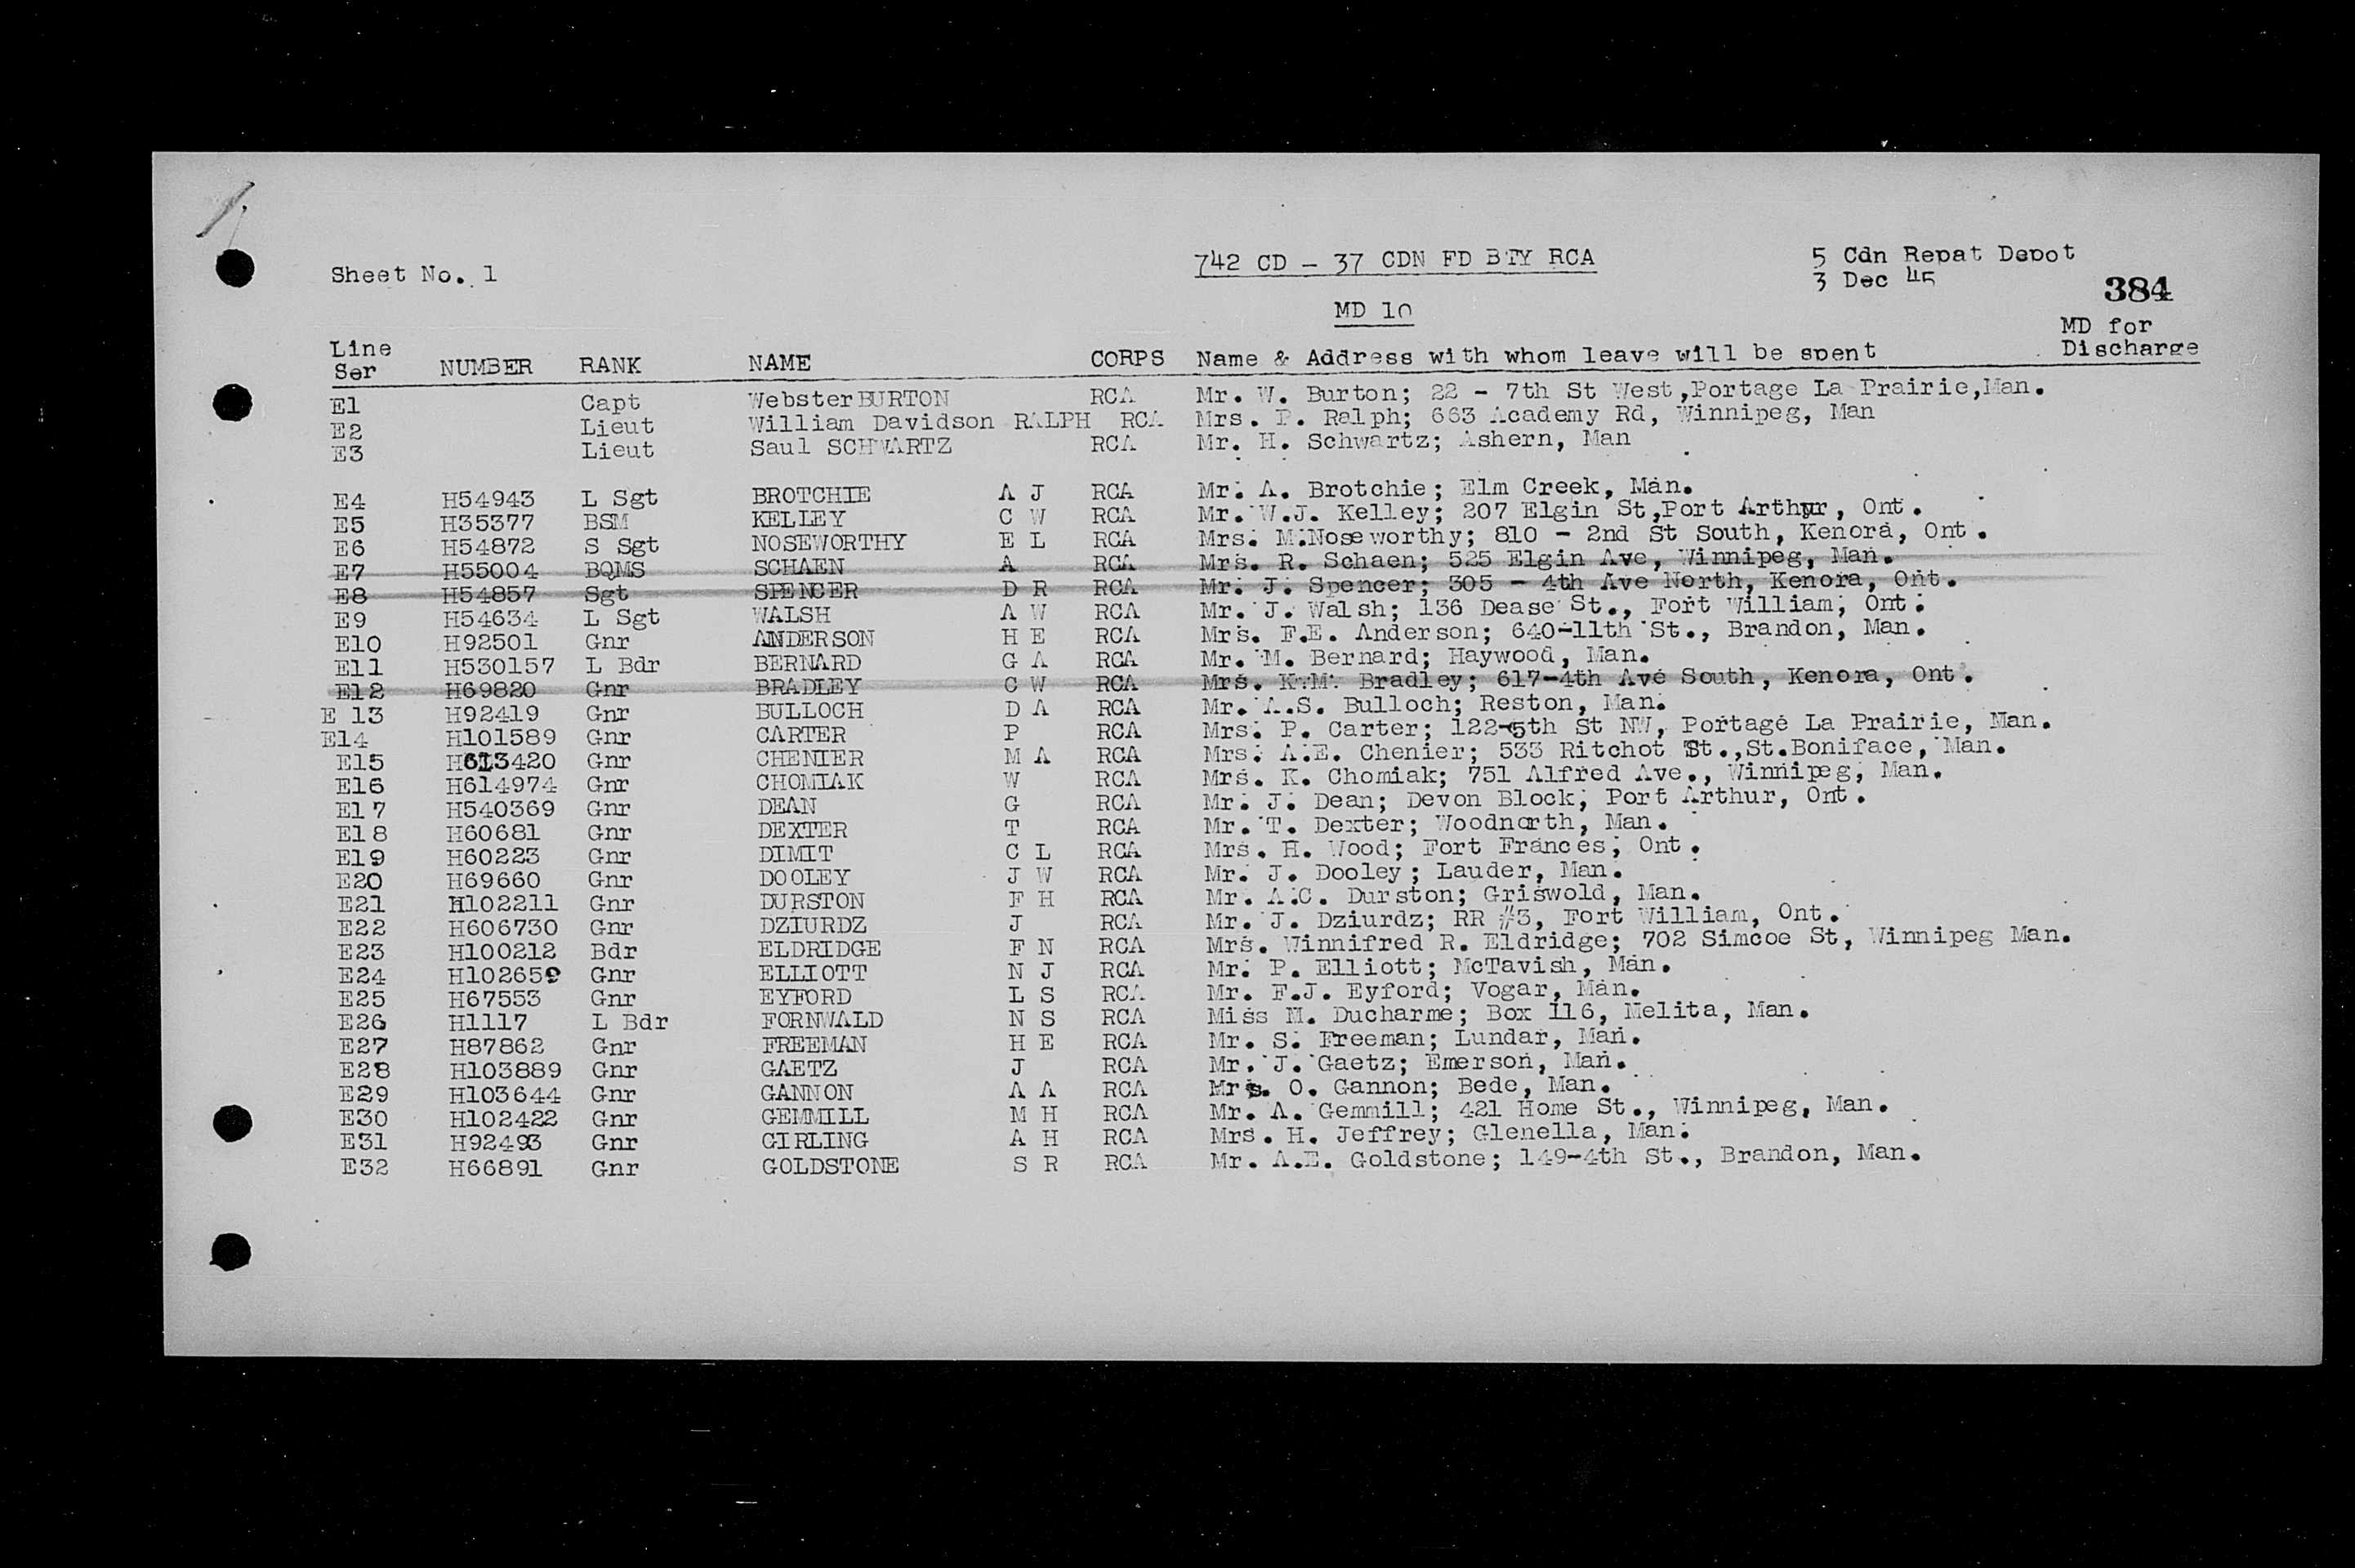 Sheet No. 1
742 CD - 37 CDN FD BTY RCA
5 Cdn Repat Depot
3 Dec 45
384
MD 10
MD for
Discharge
Line
Ser NUMBER RANK NAME CORPS Name & Address with whom leave will be spent
E1 Capt Webster BURTON RCA Mr. W. Burton; 22 - 7th St West,Portage La Prairie,Man.
E2 Lieut William Davidson RALPH RCA Mrs. P. Ralph; 663 Academy Rd, Winnipeg, Man
E3 Lieut Saul SCHWARTZ RCA Mr. H. Schwartz; Ashern, Man
E4 H54943 L Sgt BROTCHIE A J RCA Mr. A. Brotchie; Elm Creek, Man.
E5 H35377 BSM KELLEY C W RCA Mr. W.J. Kelley; 207 Elgin St,Port Arthur, Ont.
E6 H54872 S Sgt NOSEWORTHY E L RCA Mrs. M.Noseworthy; 810 - 2nd St South, Kenora, Ont.
E7 H55004 BQMS SCHAEN A RCA Mrs. R. Schaen; 525 Elgin Ave, Winnipeg, Man.
E8 H54857 Sgt SPENCER D R RCA Mr. J. Spencer; 305 - 4th Ave North, Kenora, Ont.
E9 H54634 L Sgt WALSH A W RCA Mr. J. Walsh; 136 Dease St., Fort William, Ont.
E10 H92501 Gnr ANDERSON H E RCA Mrs. F.E. Anderson; 640-11th St., Brandon, Man.
E11 H530157 L Bdr BERNARD G A RCA Mr. M. Bernard; Haywood, Man.
E12 H69820 Gnr BRADLEY C W RCA Mrs. K.M. Bradley; 617-4th Ave South, Kenora, Ont.
E 13 H92419 Gnr BULLOCH D A RCA Mr. A.S. Bulloch; Reston, Man.
E14 H101589 Gnr CARTER P RCA Mrs. P. Carter; 122-5th St NW, Portage La Prairie, Man.
E15 H613420 Gnr CHENIER M A RCA Mrs. A.E. Chenier; 533 Ritchot St.,St.Boniface, Man.
E16 H614974 Gnr CHOMIAK W RCA Mrs. K. Chomiak; 751 Alfred Ave., Winnipeg, Man.
E17 H540369 Gnr DEAN G RCA Mr. J. Dean; Devon Block, Port Arthur, Ont.
E18 H60681 Gnr DEXTER T RCA Mr. T. Dexter; Woodnorth, Man.
E19 H60223 Gnr DIMIT C L RCA Mrs. H. Wood; Fort Frances, Ont.
E20 H69660 Gnr DOOLEY J W RCA Mr. J. Dooley; Lauder, Man.
E21 H102211 Gnr DURSTON F H RCA Mr. A.C. Durston; Griswold, Man.
E22 H606730 Gnr DZIURDZ J RCA Mr. J. Dziurdz; RR #3, Fort William, Ont.
E23 H100212 Bdr ELDRIDGE F N RCA Mrs. Winnifred R. Eldridge; 702 Simcoe St, Winnipeg Man.
E24 H102659 Gnr ELLIOTT N J RCA Mr. P. Elliott; McTavish, Man.
E25 H67553 Gnr EYFORD L S RCA Mr. F.J. Eyford; Vogar, Man.
E26 H1117 L Bdr FORNWALD N S RCA Miss M. Ducharme; Box 116, Melita, Man.
E27 H87862 Gnr FREEMAN H E RCA Mr. S. Freeman; Lundar, Man.
E28 H103889 Gnr GAETZ J RCA Mr. J. Gaetz; Emerson, Man.
E29 H103644 Gnr GANNON A A RCA Mrs. O. Gannon; Bede, Man.
E30 H102422 Gnr GEMMILL M H RCA Mr. A. Gemmill; 421 Home St., Winnipeg, Man.
E31 H92493 Gnr GIRLING A H RCA Mrs. H. Jeffrey; Glenella, Man.
E32 H66891 Gnr GOLDSTONE S R RCA Mr. A.E. Goldstone; 149-4th St., Brandon, Man.